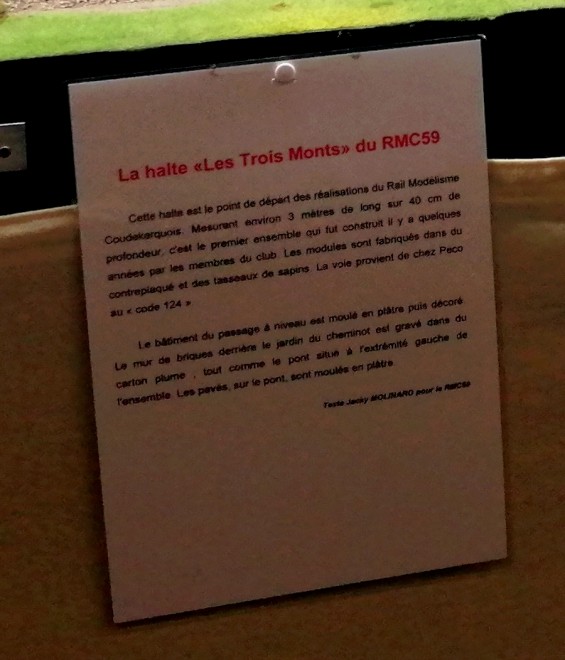 La halte «Les Trois Monts» du RMC59
Cette halte est le point de départ des réalisations du Rail Modélisme
Coudekerquois. Mesurant environ 3 mètres de long sur 40 cm de
profondeur, c'est le premier ensemble qui fut construit il y a quelques
années par les membres du club. Les modules sont fabriqués dans du
contreplaqué et des tasseaux de sapins. La voie provient de chez Peco
au « code 124 ».
Le bâtiment du passage à niveau est moulé en plâtre puis décoré
Le mur de briques derrière le jardin du cheminot est gravé dans du
carton plume , tout comme le pont situé à l'extrémité gauche de
l'ensemble. Les pavés, sur le pont, sont moulés en plâtre
Texte Jacky MOLINARO pour le RMC59